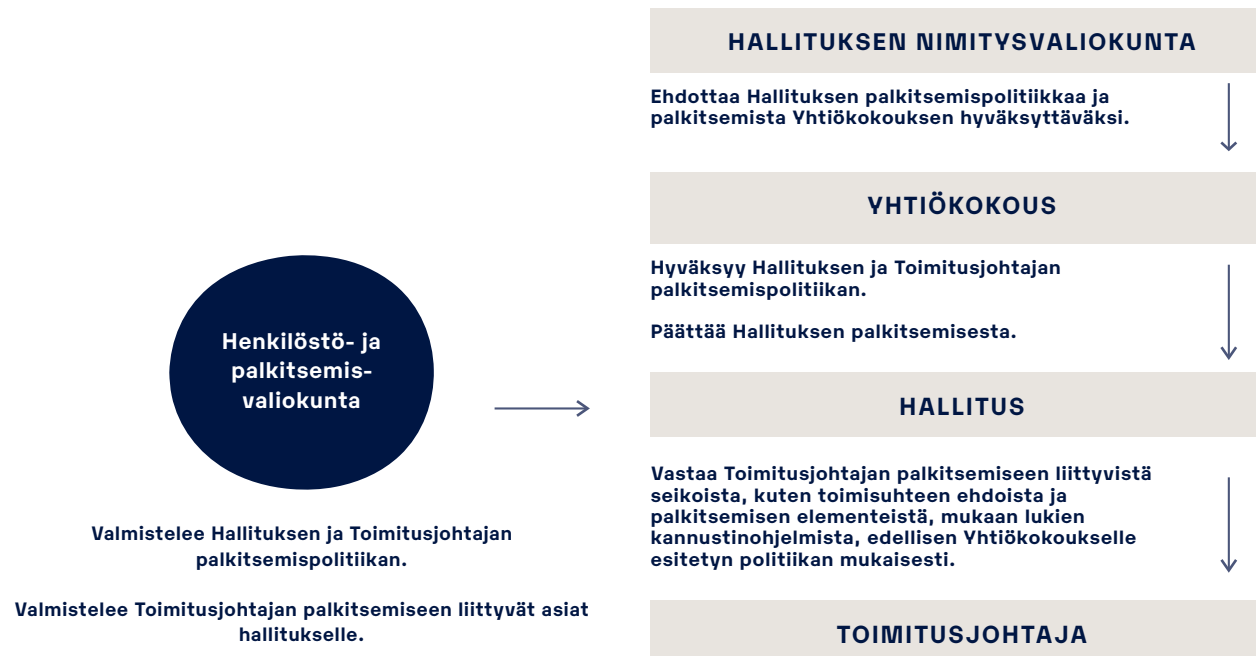 HALLITUKSEN NIMITYSVALIOKUNTA
Ehdottaa Hallituksen palkitsemispolitiikkaa ja
palkitsemista Yhtiökokouksen hyväksyttäväksi.
YHTIÖKOKOUS
Hyväksyy Hallituksen ja Toimitusjohtajan
palkitsemispolitiikan.
Päättää Hallituksen palkitsemisesta.
Henkilöstö- ja
palkitsemis-
valiokunta
Valmistelee Hallituksen ja Toimitusjohtajan
palkitsemispolitiikan.
Valmistelee Toimitusjohtajan palkitsemiseen liittyvät asiat
hallitukselle.
HALLITUS
Vastaa Toimitusjohtajan palkitsemiseen liittyvistä
seikoista, kuten toimisuhteen ehdoista ja
palkitsemisen elementeistä, mukaan lukien
kannustinohjelmista, edellisen Yhtiökokoukselle
esitetyn politiikan mukaisesti.
TOIMITUSJOHTAJA